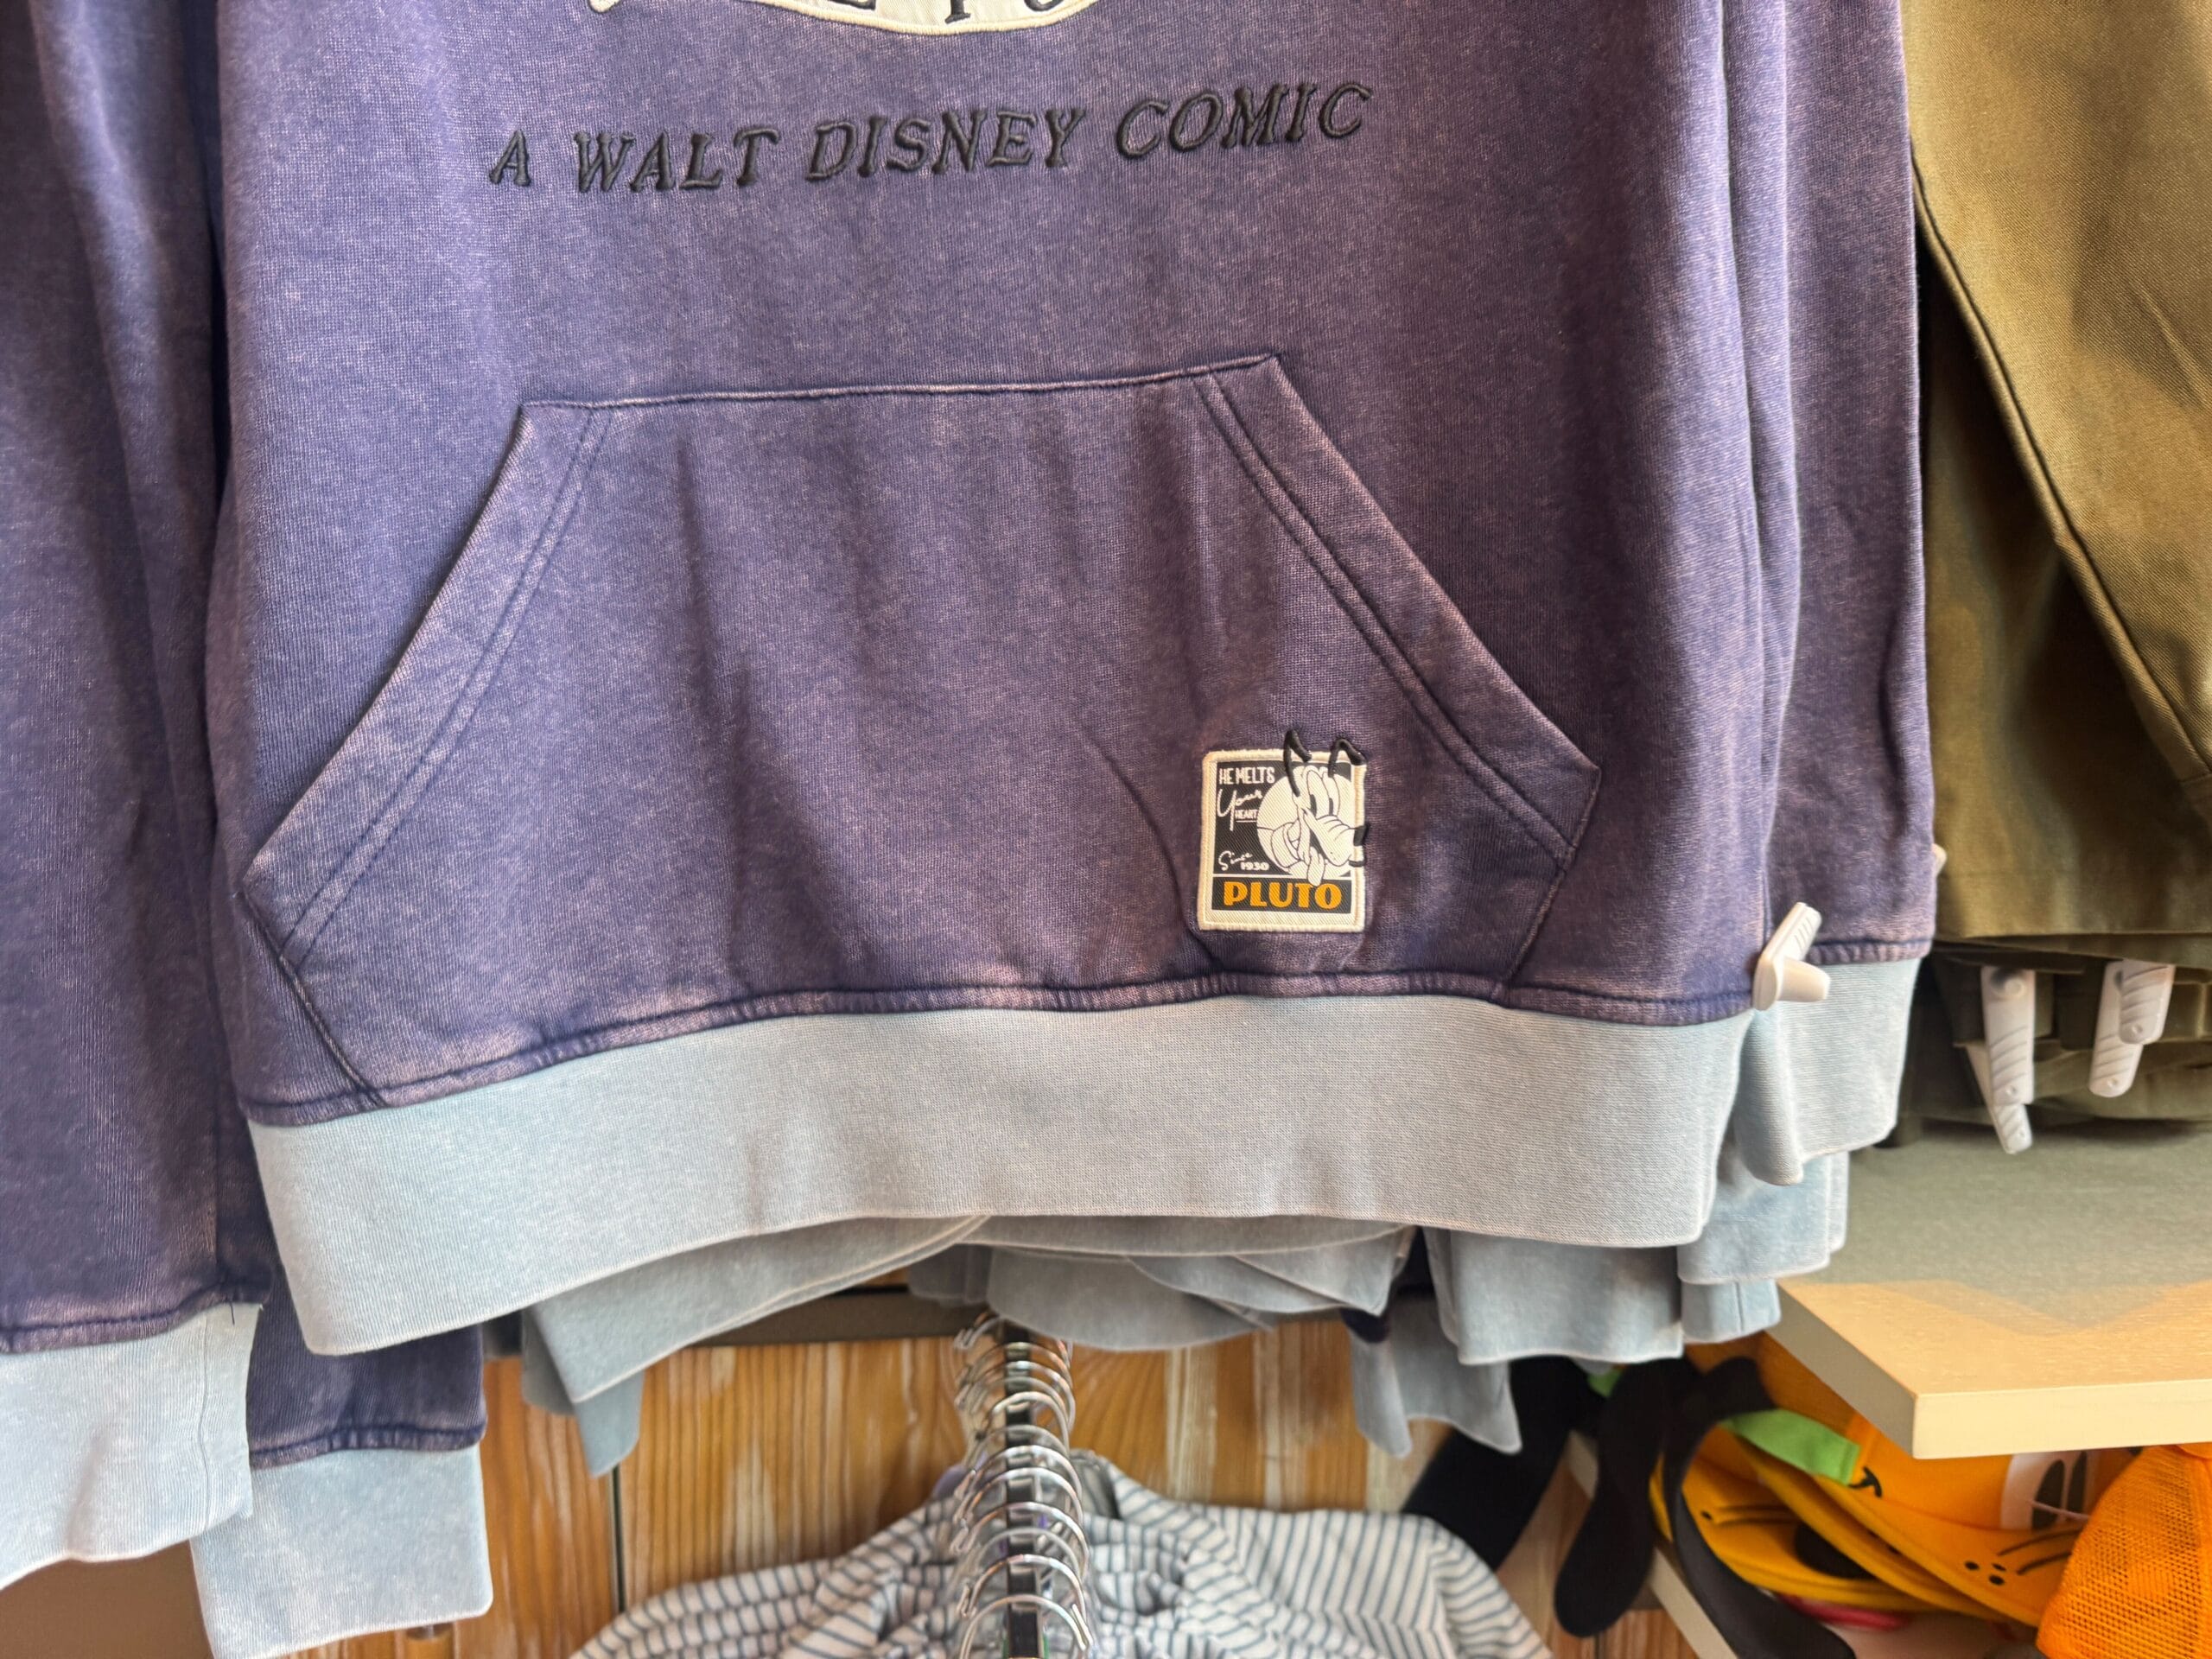 A WALT DISNEY COMIC
HE MELTS
Your
HEART
Since
1930
PLUTO